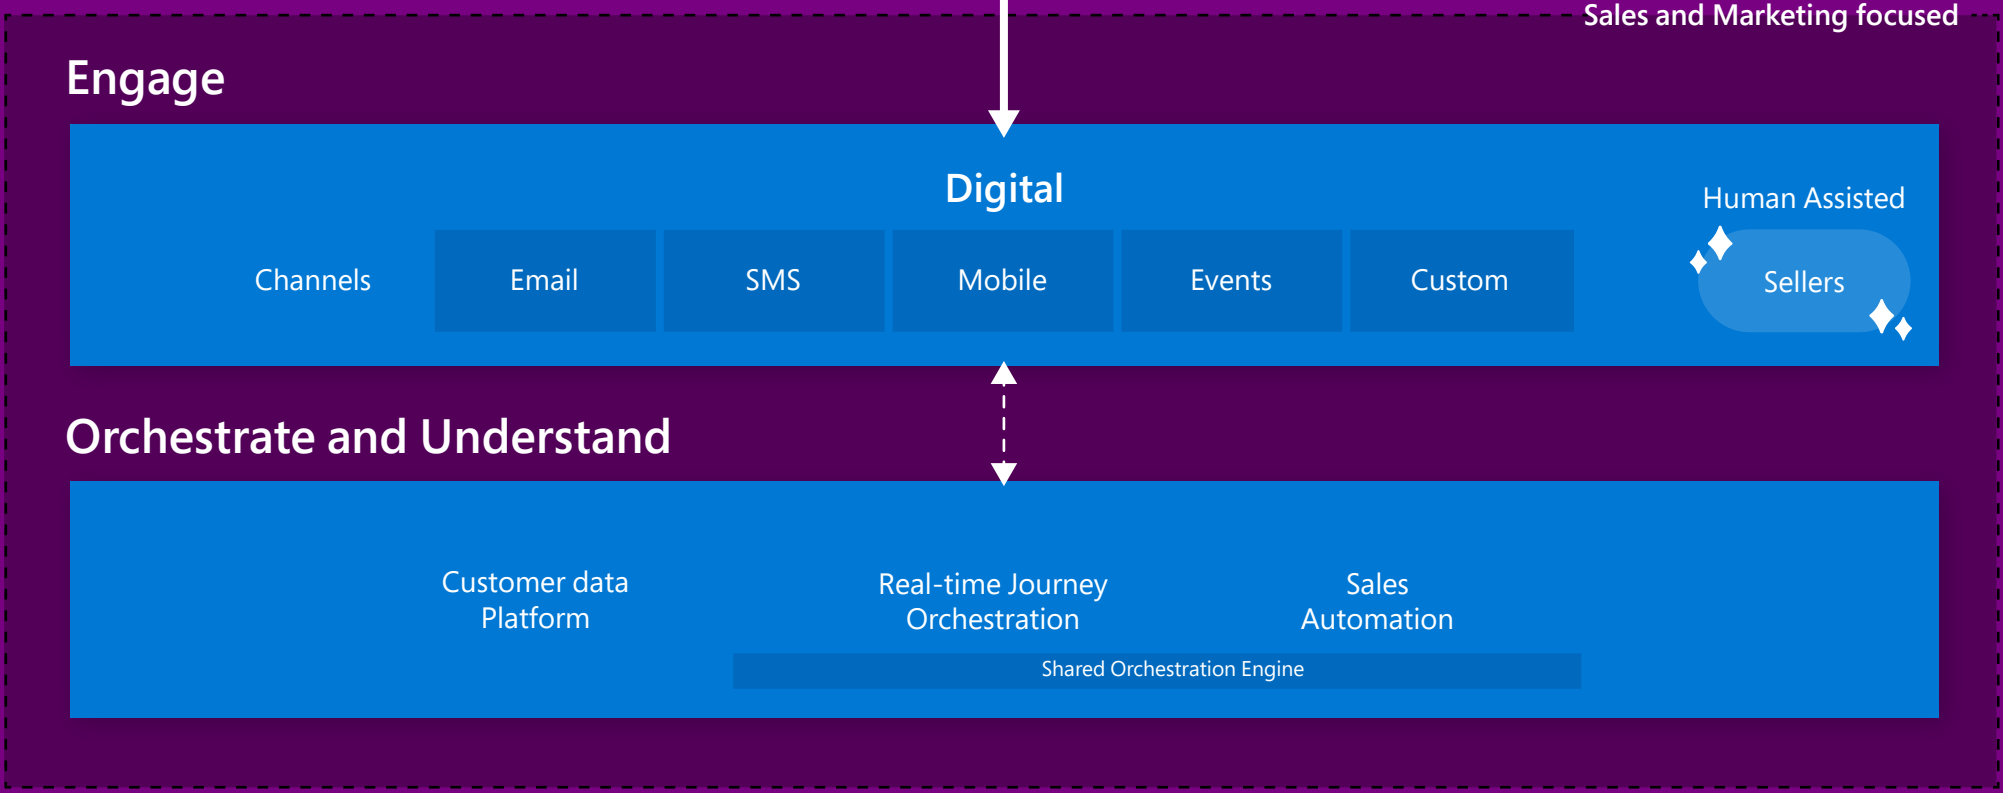 Sales and Marketing focused
Engage
Digital
Human Assisted
Channels
Email
SMS
Mobile
Events
Custom
Sellers
Orchestrate and Understand
Customer data
Platform
Real-time Journey
Orchestration
Sales
Automation
Shared Orchestration Engine